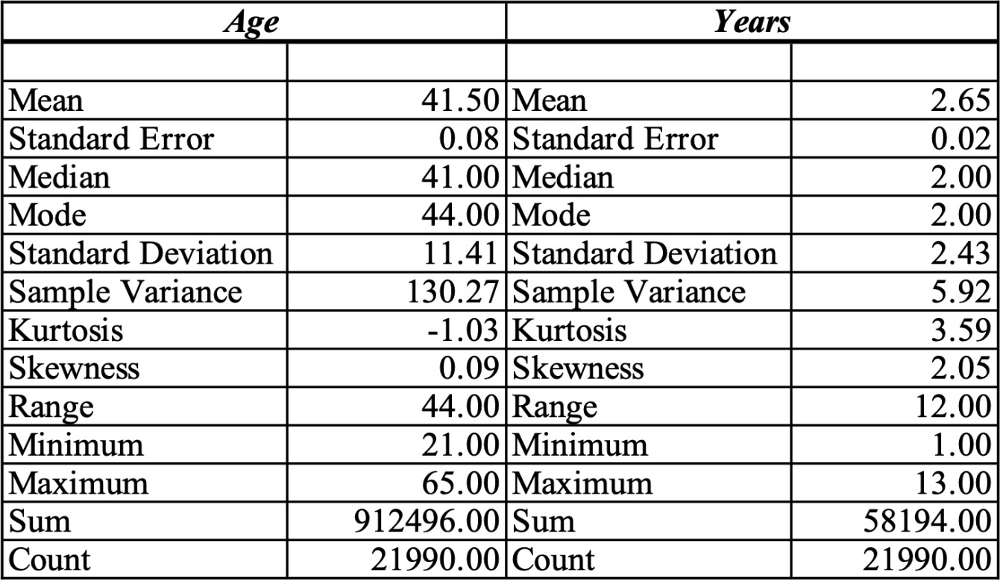 Age Years
Mean 41.50 Mean 2.65
Standard Error 0.08 Standard Error 0.02
Median 41.00 Median 2.00
Mode 44.00 Mode 2.00
Standard Deviation 11.41 Standard Deviation 2.43
Sample Variance 130.27 Sample Variance 5.92
Kurtosis -1.03 Kurtosis 3.59
Skewness 0.09 Skewness 2.05
Range 44.00 Range 12.00
Minimum 21.00 Minimum 1.00
Maximum 65.00 Maximum 13.00
Sum 912496.00 Sum 58194.00
Count 21990.00 Count 21990.00